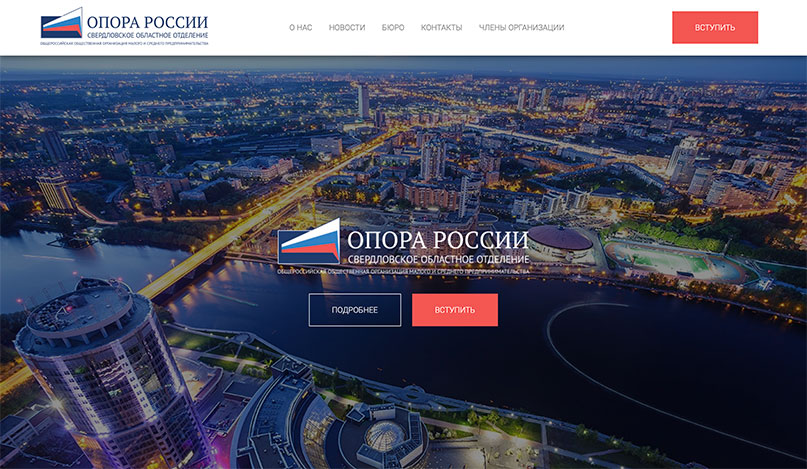 ОПОРА РОССИИ
СВЕРДЛОВСКОЕ ОБЛАСТНОЕ ОТДЕЛЕНИЕ
ОБЩЕРОССИЙСКАЯ ОБЩЕСТВЕННАЯ ОРГАНИЗАЦИЯ МАЛОГО И СРЕДНЕГО ПРЕДПРИНИМАТЕЛЬСТВА
О НАС НОВОСТИ БЮРО КОНТАКТЫ ЧЛЕНЫ ОРГАНИЗАЦИИ
ВСТУПИТЬ
ОПОРА РОССИИ
СВЕРДЛОВСКОЕ ОБЛАСТНОЕ ОТДЕЛЕНИЕ
ОБЩЕРОССИЙСКАЯ ОБЩЕСТВЕННАЯ ОРГАНИЗАЦИЯ МАЛОГО И СРЕДНЕГО ПРЕДПРИНИМАТЕЛЬСТВА
ПОДРОБНЕЕ ВСТУПИТЬ